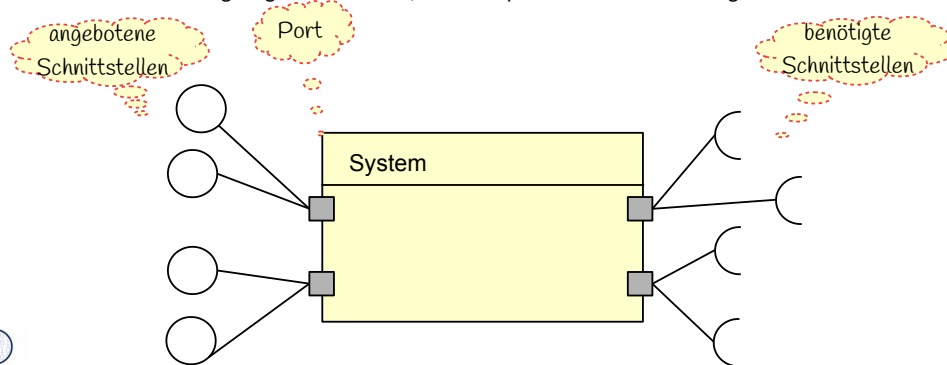 angebotene
Schnittstellen
Port
benötigte
Schnittstellen
System